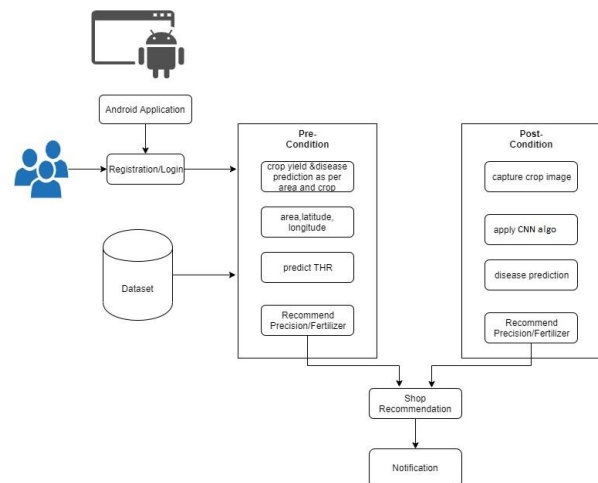 Android Application
Registration/Login
Dataset
Pre-
Condition
crop yield &disease
prediction as per
area and crop
area,latitude,
longitude
predict THR
Recommend
Precision/Fertilizer
Post-
Condition
capture crop image
apply CNN algo
disease prediction
Recommend
Precision/Fertilizer
Shop
Recommendation
Notification